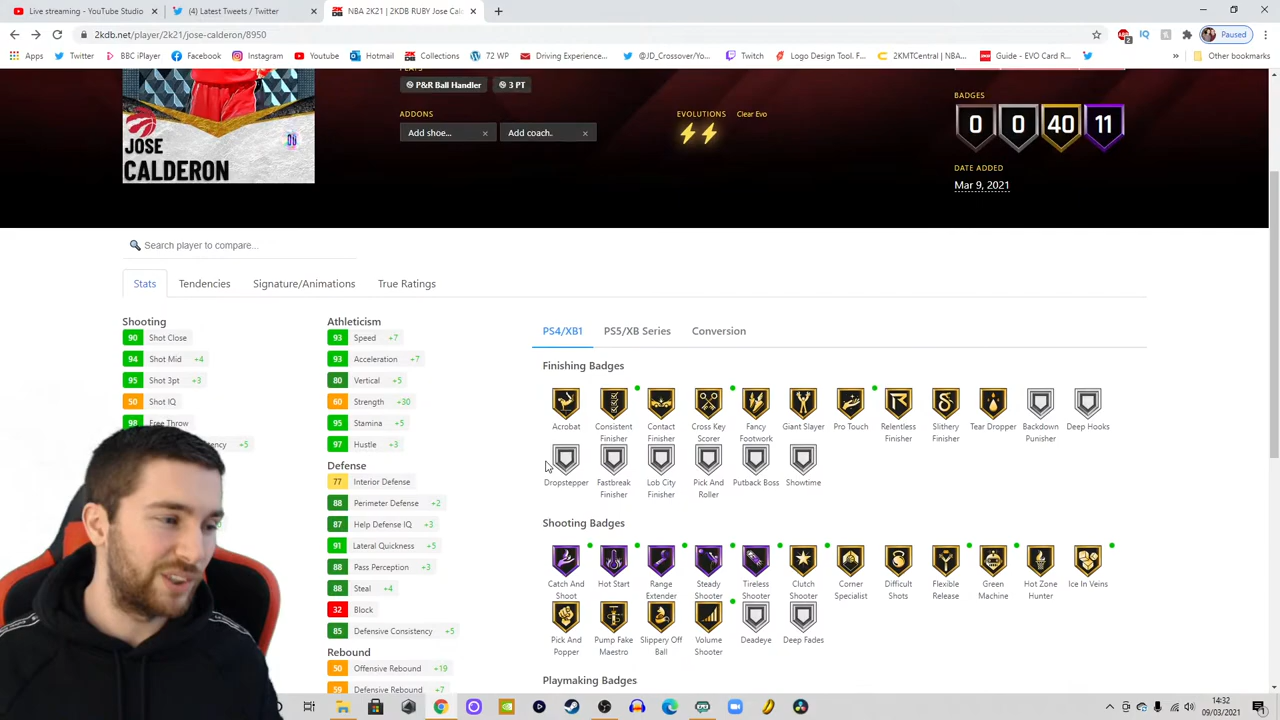 Live streaming - YouTube Studio
(4) Latest Tweets / Twitter
NBA 2K21 | 2KDB RUBY Jose Cal
2kdb.net/player/2k21/jose-calderon/8950
Paused
Apps
Twitter
BBC iPlayer
Facebook
Instagram
Youtube
Hotmail
Collections
72 WP
Driving Experience...
@JD_Crossover/Yo...
Twitch
Logo Design Tool. F...
2KMTCentral | NBA...
Guide - EVO Card R...
Other bookmarks
P&R Ball Handler
3 PT
ADDONS
Add shoe...
Add coach.
EVOLUTIONS
Clear Evo
BADGES
0 0 40 11
DATE ADDED
Mar 9, 2021
JOSE
CALDERON
Search player to compare...
Stats
Tendencies
Signature/Animations
True Ratings
Shooting
90 Shot Close
94 Shot Mid +4
95 Shot 3pt +3
50 Shot IQ
98 Free Throw
+5
Athleticism
93 Speed +7
93 Acceleration +7
80 Vertical +5
60 Strength +30
95 Stamina +5
97 Hustle +3
Defense
77 Interior Defense
88 Perimeter Defense +2
87 Help Defense IQ +3
91 Lateral Quickness +5
88 Pass Perception +3
88 Steal +4
32 Block
85 Defensive Consistency +5
Rebound
50 Offensive Rebound +19
59 Defensive Rebound +7
PS4/XB1
PS5/XB Series
Conversion
Finishing Badges
Acrobat
Consistent Finisher
Contact Finisher
Cross Key Scorer
Fancy Footwork
Giant Slayer
Pro Touch
Relentless Finisher
Slithery Finisher
Tear Dropper
Backdown Punisher
Deep Hooks
Dropstepper
Fastbreak Finisher
Lob City Finisher
Pick And Roller
Putback Boss
Showtime
Shooting Badges
Catch And Shoot
Hot Start
Range Extender
Steady Shooter
Tireless Shooter
Clutch Shooter
Corner Specialist
Difficult Shots
Flexible Release
Green Machine
Hot Zone Hunter
Ice In Veins
Pick And Popper
Pump Fake Maestro
Slippery Off Ball
Volume Shooter
Deadeye
Deep Fades
Playmaking Badges
14:32
09/03/2021